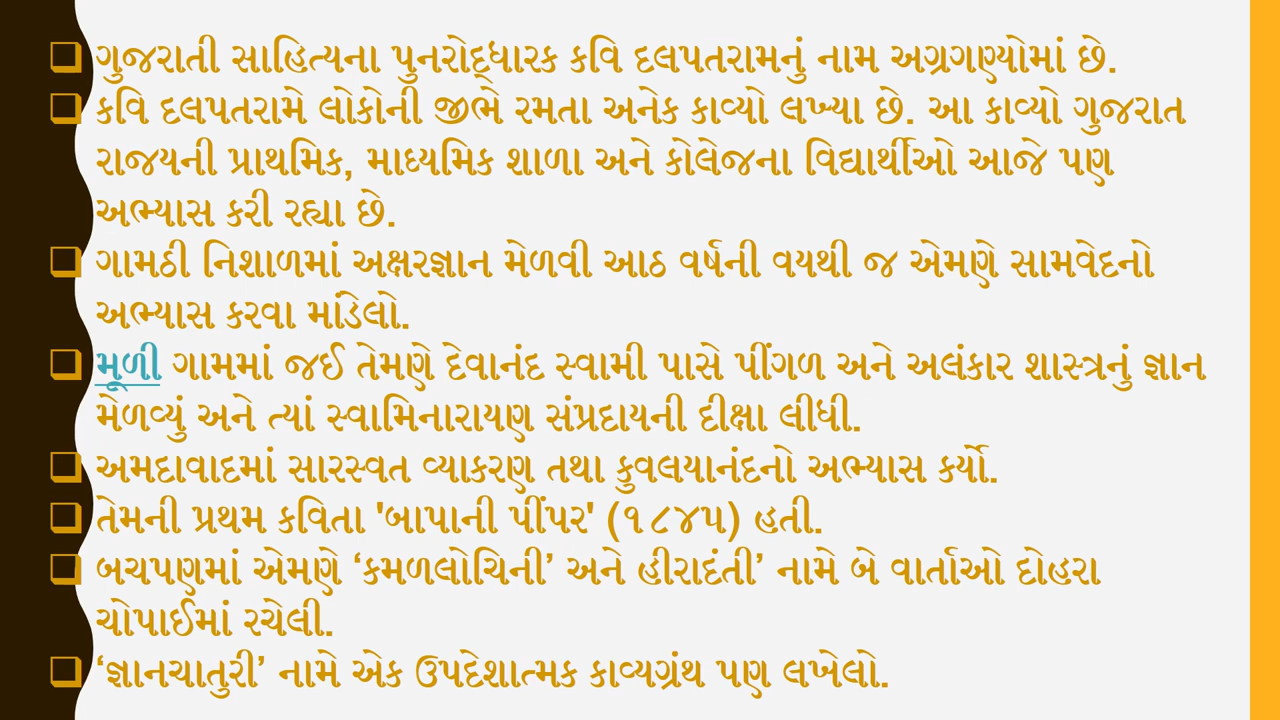 ગુજરાતી સાહિત્યના પુનરોદ્ધારક કવિ દલપતરામનું નામ અગ્રગણ્યોમાં છે.
કવિ દલપતરામે લોકોની જીભે રમતા અનેક કાવ્યો લખ્યા છે. આ કાવ્યો ગુજરાત
રાજયની પ્રાથમિક, માધ્યમિક શાળા અને કોલેજના વિદ્યાર્થીઓ આજે પણ
અભ્યાસ કરી રહ્યા છે.
ગામઠી નિશાળમાં અક્ષરજ્ઞાન મેળવી આઠ વર્ષની વયથી જ એમણે સામવેદનો
અભ્યાસ કરવા માંડેલો.
મૂળી ગામમાં જઈ તેમણે દેવાનંદ સ્વામી પાસે પીંગળ અને અલંકાર શાસ્ત્રનું જ્ઞાન
મેળવ્યું અને ત્યાં સ્વામિનારાયણ સંપ્રદાયની દીક્ષા લીધી.
અમદાવાદમાં સારસ્વત વ્યાકરણ તથા કુવલયાનંદનો અભ્યાસ કર્યો.
તેમની પ્રથમ કવિતા 'બાપાની પીંપર' (૧૮૪૫) હતી.
બચપણમાં એમણે ‘કમળલોચિની’ અને હીરાદંતી’ નામે બે વાર્તાઓ દોહરા
ચોપાઈમાં રચેલી.
‘જ્ઞાનચાતુરી’ નામે એક ઉપદેશાત્મક કાવ્યગ્રંથ પણ લખેલો.